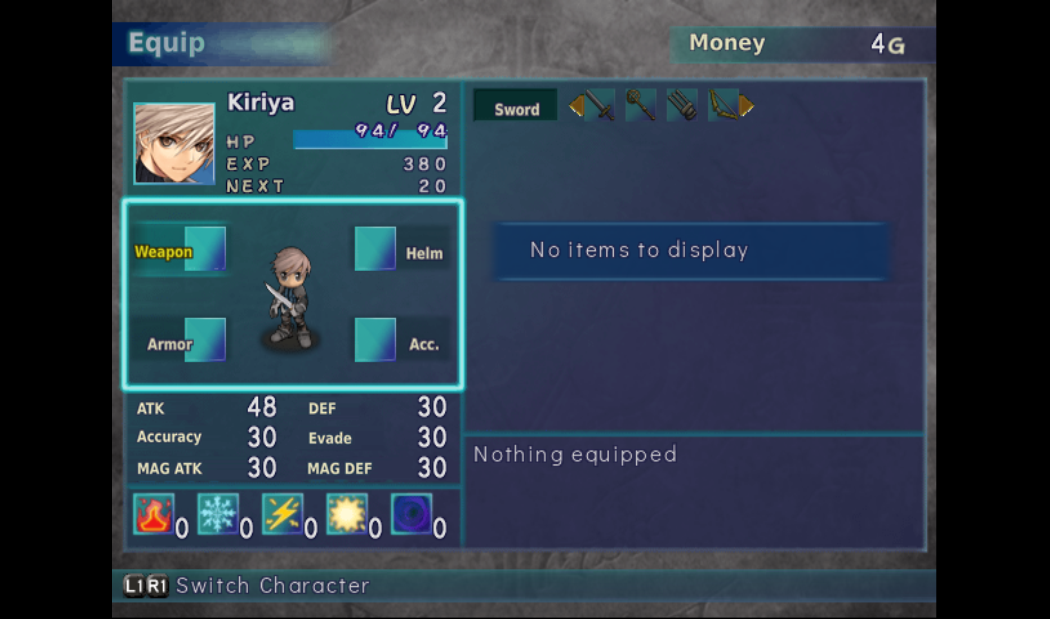 Equip
Money 4G
Kiriya LV 2
HP 94/ 94
EXP 380
NEXT 20
Sword
Weapon
Helm
Armor
Acc.
No items to display
ATK 48 DEF 30
Accuracy 30 Evade 30
MAG ATK 30 MAG DEF 30
Nothing equipped
0 0 0 0 0
L1 R1 Switch Character